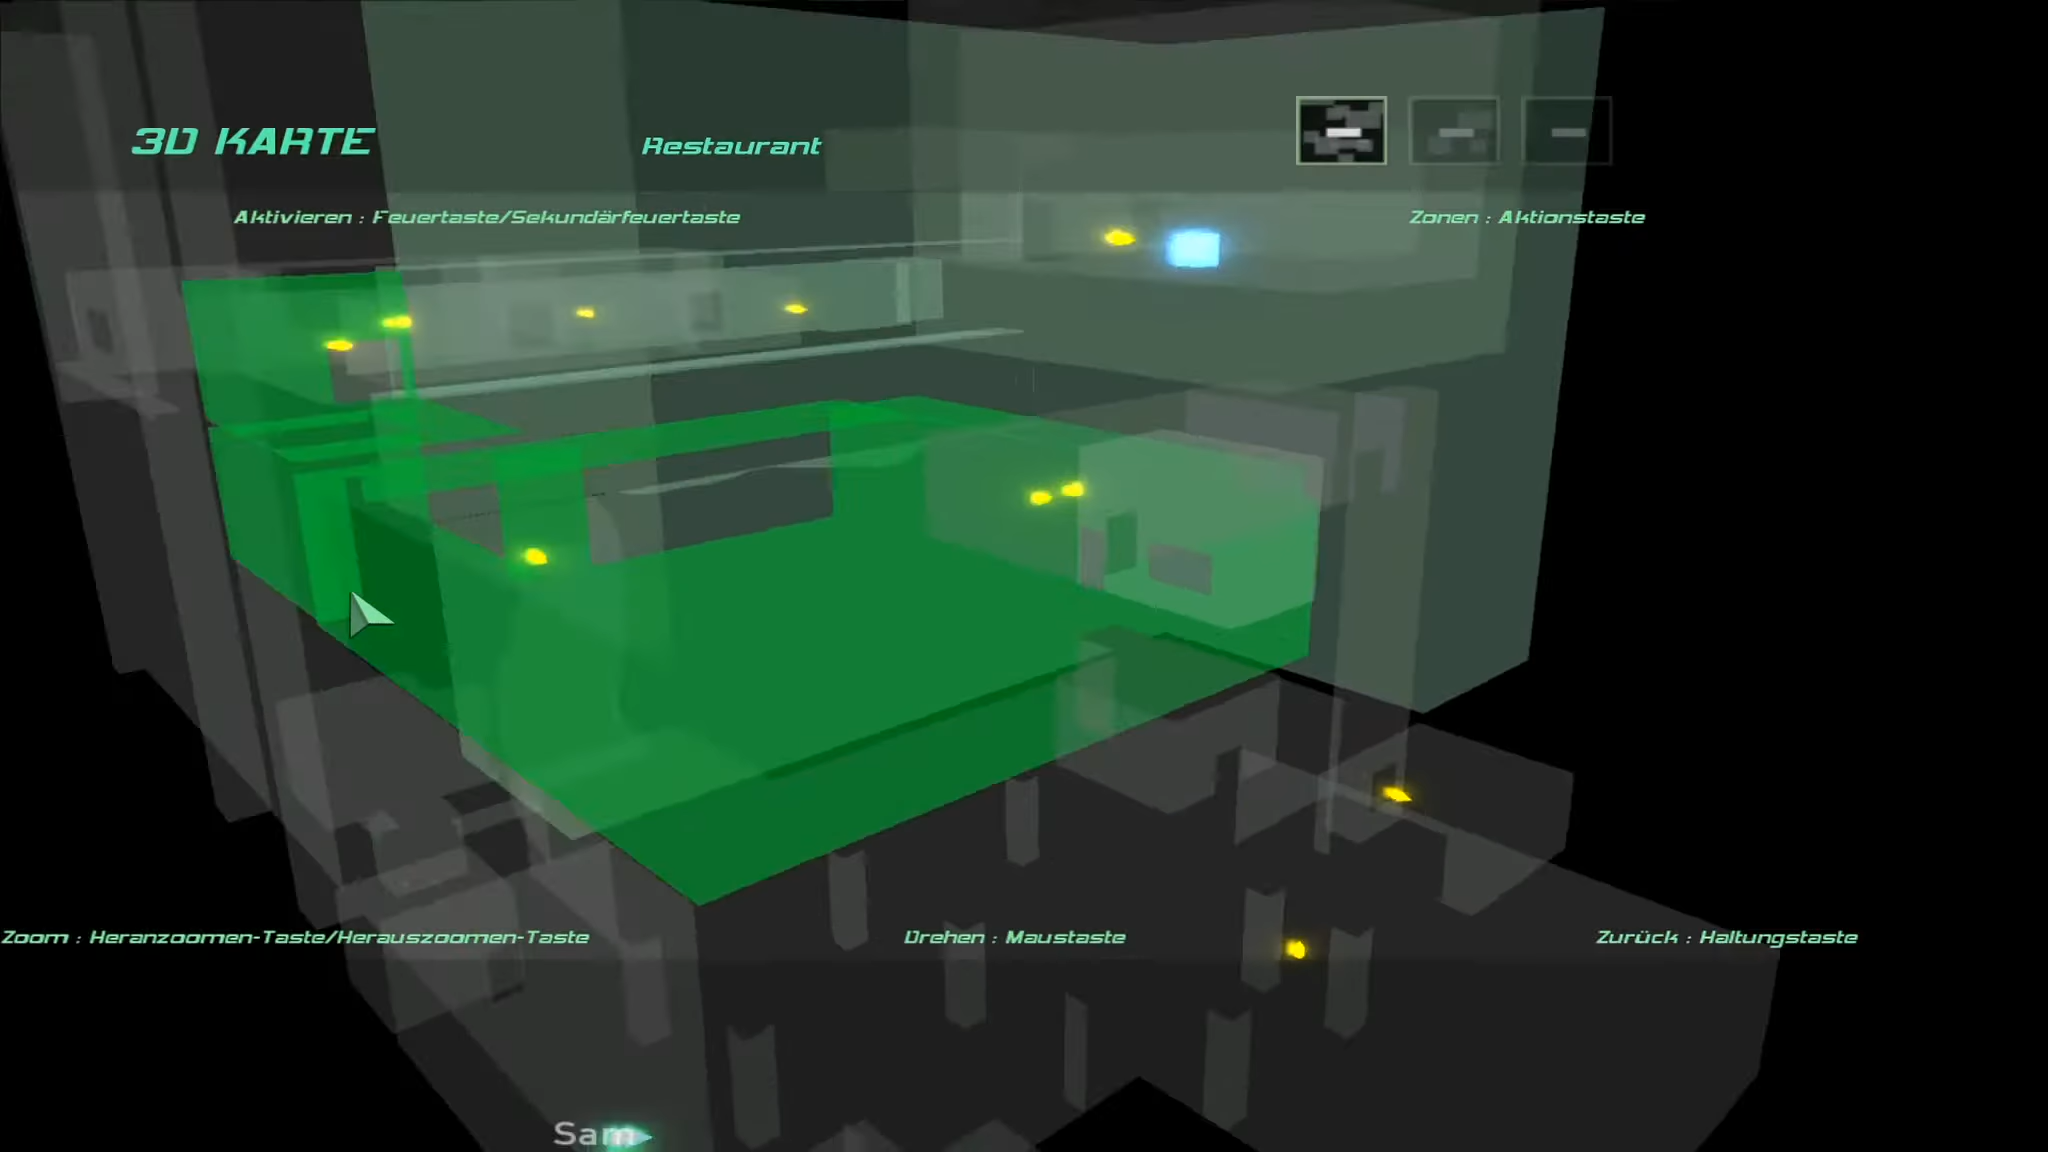 3D KARTE
Restaurant
Aktivieren : Feuertaste/Sekundärfeuertaste
Zonen : Aktionstaste
Zoom : Heranzoomen-Taste/Herauszoomen-Taste
Drehen : Maustaste
Zurück : Haltungstaste
Sam